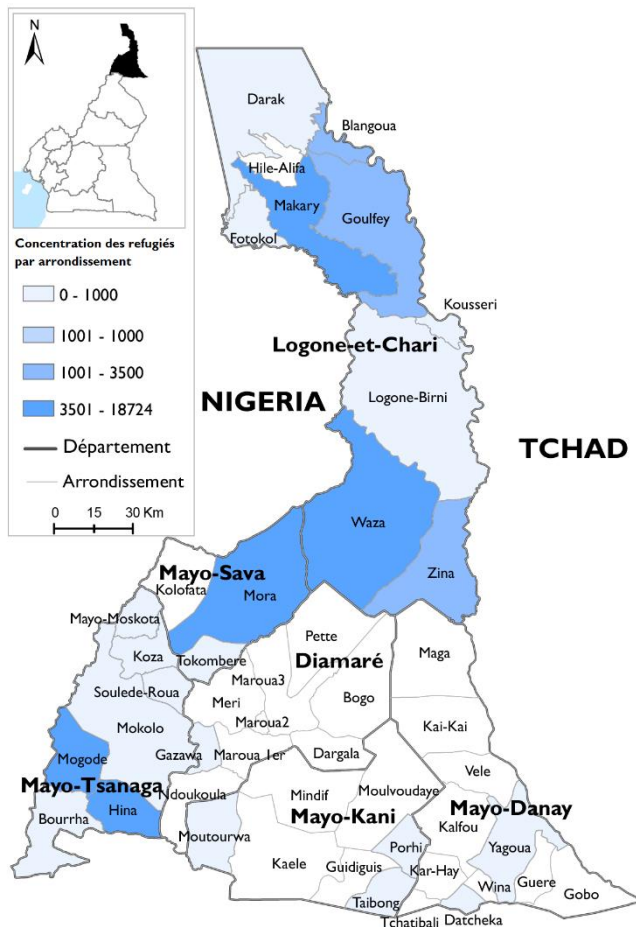 N
Concentration des refugiés
par arrondissement
0 - 1000
1001 - 1000
1001 - 3500
3501 - 18724
Département
Arrondissement
0 15 30 Km
Darak
Blangoua
Hile-Alifa
Makary
Goulfey
Fotokol
Kousseri
Logone-et-Chari
Logone-Birni
NIGERIA
TCHAD
Waza
Zina
Mayo-Sava
Kolofata
Mora
Mayo-Moskota
Koza
Tokombere
Soulede-Roua
Mokolo
Mogode
Gazawa
Mayo-Tsanaga
Hina
Bourrha
Ndoukoula
Pette
Diamaré
Maroua3
Meri
Bogo
Maroua2
Maroua 1er
Dargala
Maga
Kai-Kai
Vele
Mindif
Moulvoudaye
Mayo-Kani
Mayo-Danay
Kalfou
Moutourwa
Porhi
Yagoua
Kaele
Guidiguis
Kar-Hay
Wina
Guere
Gobo
Taibong
Tchatibali
Datcheka